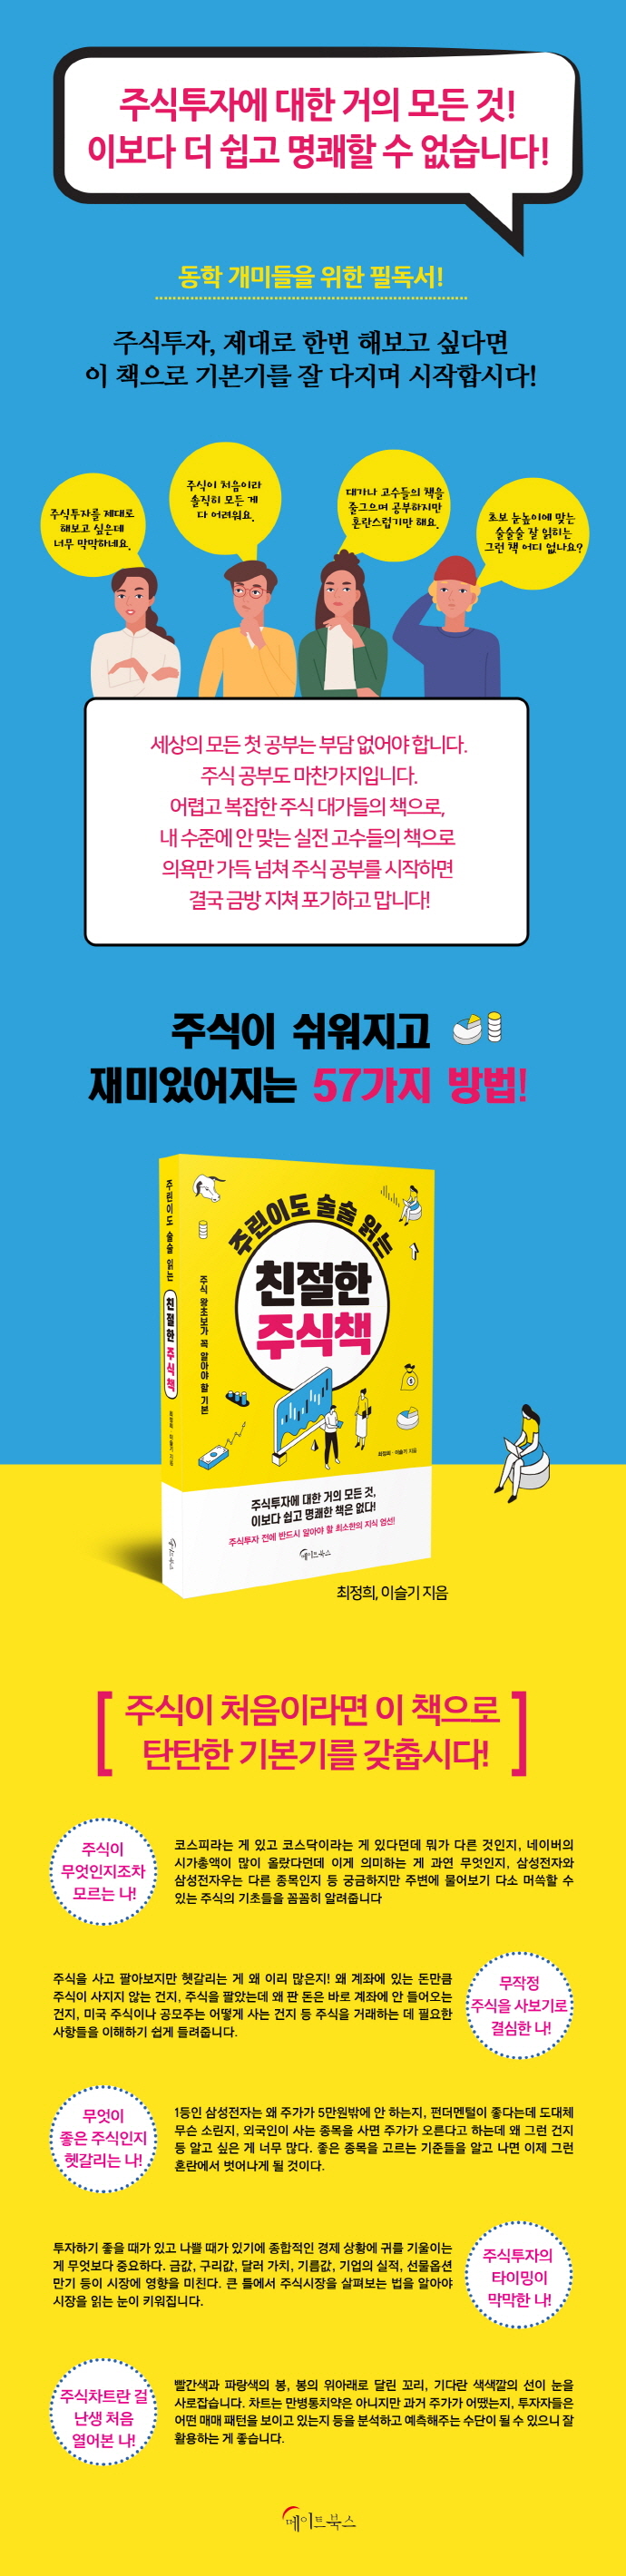 주식투자에 대한 거의 모든 것!
이보다 더 쉽고 명쾌할 수 없습니다!
동학 개미들을 위한 필독서!
주식투자, 제대로 한번 해보고 싶다면
이 책으로 기본기를 잘 다지며 시작합시다!
주식투자를 제대로
해보고 싶은데
너무 막막하네요.
주식이 처음이라
솔직히 모든 게
다 어려워요.
대가나 고수들의 책을
줄그으며 공부하지만
혼란스럽기만 해요.
초보 눈높이에 맞는
술술술 잘 읽히는
그런 책 어디 없나요?
세상의 모든 첫 공부는 부담 없어야 합니다.
주식 공부도 마찬가지입니다.
어렵고 복잡한 주식 대가들의 책으로,
내 수준에 안 맞는 실전 고수들의 책으로
의욕만 가득 넘쳐 주식 공부를 시작하면
결국 금방 지쳐 포기하고 맙니다!
주식이 쉬워지고
재미있어지는 57가지 방법!
주린이도 술술 읽는 친절한 주식책
최정희 · 이슬기 지음
메이트북스
주린이도 술술 읽는
친절한
주식책
주식 왕초보가 꼭 알아야 할 기본
최정희 · 이슬기 지음
주식투자에 대한 거의 모든 것,
이보다 쉽고 명쾌한 책은 없다!
주식투자 전에 반드시 알아야 할 최소한의 지식 엄선!
메이트북스
최정희, 이슬기 지음
[ 주식이 처음이라면 이 책으로
탄탄한 기본기를 갖춥시다! ]
주식이
무엇인지조차
모르는 나!
코스피라는 게 있고 코스닥이라는 게 있다던데 뭐가 다른 것인지, 네이버의
시가총액이 많이 올랐다던데 이게 의미하는 게 과연 무엇인지, 삼성전자와
삼성전자우는 다른 종목인지 등 궁금하지만 주변에 물어보기 다소 머쓱할 수
있는 주식의 기초들을 꼼꼼히 알려줍니다
주식을 사고 팔아보지만 헷갈리는 게 왜 이리 많은지! 왜 계좌에 있는 돈만큼
주식이 사지지 않는 건지, 주식을 팔았는데 왜 판 돈은 바로 계좌에 안 들어오는
건지, 미국 주식이나 공모주는 어떻게 사는 건지 등 주식을 거래하는 데 필요한
사항들을 이해하기 쉽게 들려줍니다.
무작정
주식을 사보기로
결심한 나!
무엇이
좋은 주식인지
헷갈리는 나!
1등인 삼성전자는 왜 주가가 5만원밖에 안 하는지, 펀더멘털이 좋다는데 도대체
무슨 소린지, 외국인이 사는 종목을 사면 주가가 오른다고 하는데 왜 그런 건지
등 알고 싶은 게 너무 많다. 좋은 종목을 고르는 기준들을 알고 나면 이제 그런
혼란에서 벗어나게 될 것이다.
투자하기 좋을 때가 있고 나쁠 때가 있기에 종합적인 경제 상황에 귀를 기울이는
게 무엇보다 중요하다. 금값, 구리값, 달러 가치, 기름값, 기업의 실적, 선물옵션
만기 등이 시장에 영향을 미친다. 큰 틀에서 주식시장을 살펴보는 법을 알아야
시장을 읽는 눈이 키워집니다.
주식투자의
타이밍이
막막한 나!
주식차트란 걸
난생 처음
열어본 나!
빨간색과 파랑색의 봉, 봉의 위아래로 달린 꼬리, 기다란 색색깔의 선이 눈을
사로잡습니다. 차트는 만병통치약은 아니지만 과거 주가가 어땠는지, 투자자들은
어떤 매매 패턴을 보이고 있는지 등을 분석하고 예측해주는 수단이 될 수 있으니 잘
활용하는 게 좋습니다.
메이트북스